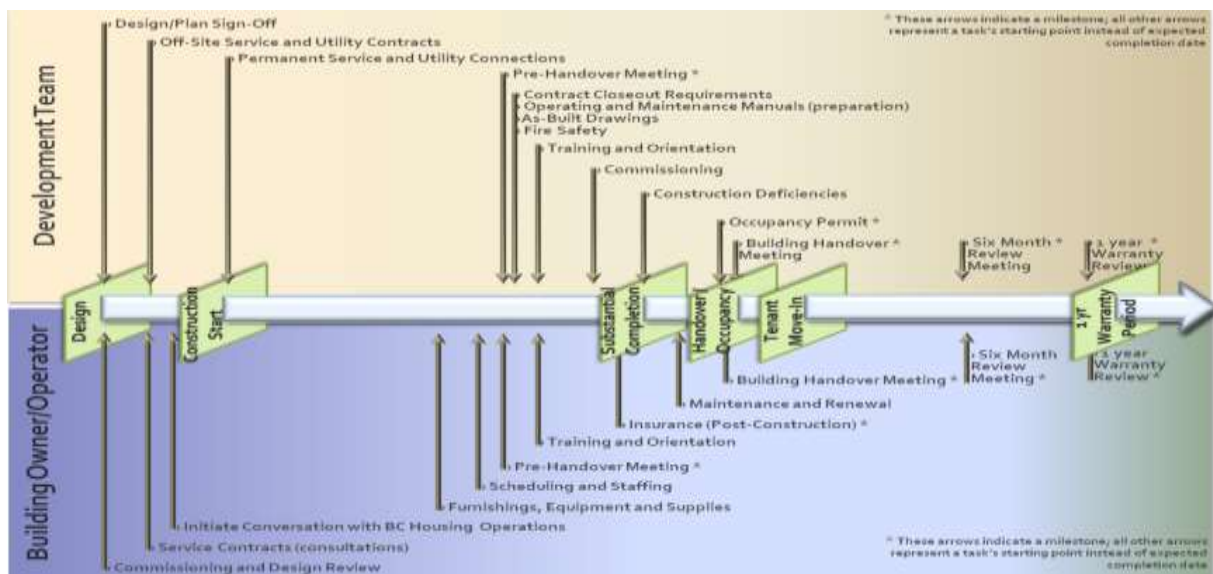 Design/Plan Sign-Off
* These arrows indicate a milestone; all other arrows
represent a task's starting point instead of expected
completion date
Off-Site Service and Utility Contracts
Permanent Service and Utility Connections
Pre-Handover Meeting *
Contract Closeout Requirements
Operating and Maintenance Manuals (preparation)
As-Built Drawings
Fire Safety
Training and Orientation
Commissioning
Construction Deficiencies
Occupancy Permit *
Building Handover *
Meeting
Six Month *
Review
Meeting
1 year *
Warranty
Review
Development Team
Design
Construction
Start
Substantial
Completion
Handover/
Occupancy
Tenant
Move-In
1 yr
Warranty
Period
Building Owner/Operator
Six Month
Review
Meeting *
1 year
Warranty
Review *
Building Handover Meeting *
Maintenance and Renewal
Insurance (Post-Construction) *
Training and Orientation
Pre-Handover Meeting *
Scheduling and Staffing
Furnishings, Equipment and Supplies
Initiate Conversation with BC Housing Operations
Service Contracts (consultations)
Commissioning and Design Review
* These arrows indicate a milestone; all other arrows
represent a task's starting point instead of expected
completion date